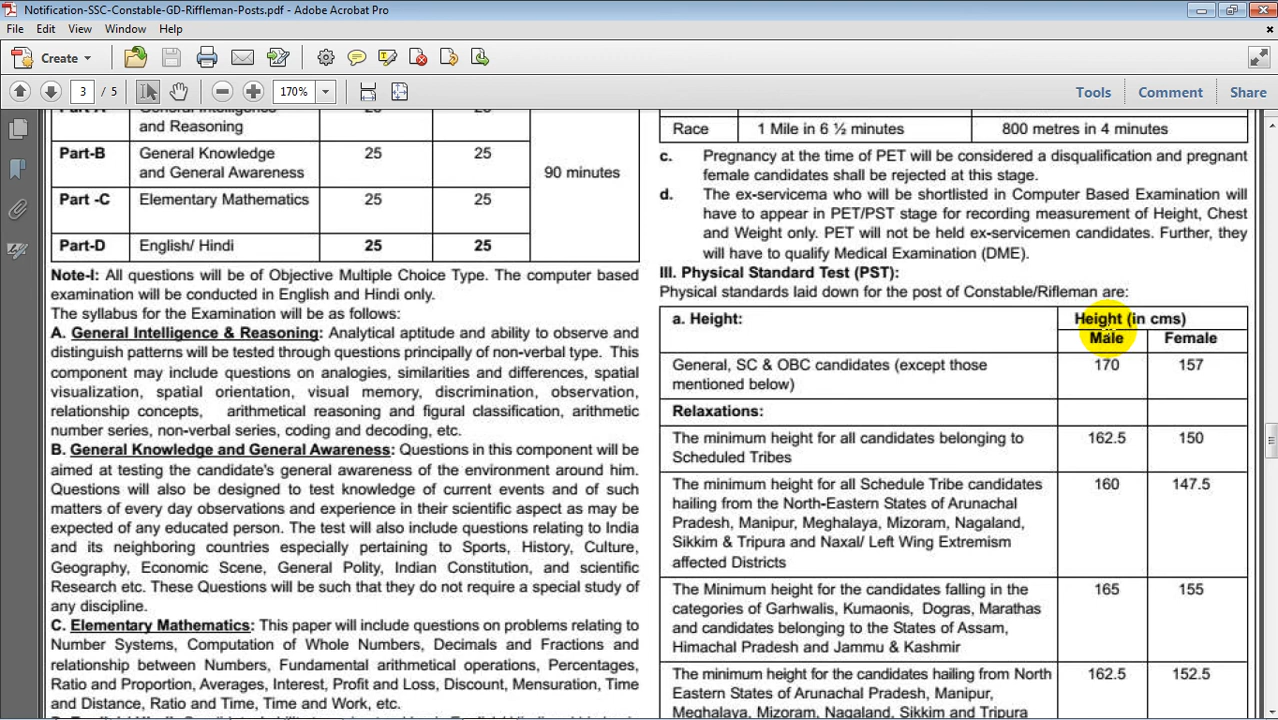 Notification-SSC-Constable-GD-Riffleman-Posts.pdf - Adobe Acrobat Pro
File Edit View Window Help
Create
3 / 5 170% Tools Comment Share
Part-A General Intelligence 25 25
and Reasoning
Part-B General Knowledge 25 25
and General Awareness
90 minutes
Part -C Elementary Mathematics 25 25
Part-D English/ Hindi 25 25
Note-I: All questions will be of Objective Multiple Choice Type. The computer based
examination will be conducted in English and Hindi only.
The syllabus for the Examination will be as follows:
A. General Intelligence & Reasoning: Analytical aptitude and ability to observe and
distinguish patterns will be tested through questions principally of non-verbal type. This
component may include questions on analogies, similarities and differences, spatial
visualization, spatial orientation, visual memory, discrimination, observation,
relationship concepts, arithmetical reasoning and figural classification, arithmetic
number series, non-verbal series, coding and decoding, etc.
B. General Knowledge and General Awareness: Questions in this component will be
aimed at testing the candidate's general awareness of the environment around him.
Questions will also be designed to test knowledge of current events and of such
matters of every day observations and experience in their scientific aspect as may be
expected of any educated person. The test will also include questions relating to India
and its neighboring countries especially pertaining to Sports, History, Culture,
Geography, Economic Scene, General Polity, Indian Constitution, and scientific
Research etc. These Questions will be such that they do not require a special study of
any discipline.
C. Elementary Mathematics: This paper will include questions on problems relating to
Number Systems, Computation of Whole Numbers, Decimals and Fractions and
relationship between Numbers, Fundamental arithmetical operations, Percentages,
Ratio and Proportion, Averages, Interest, Profit and Loss, Discount, Mensuration, Time
and Distance, Ratio and Time, Time and Work, etc.
Race 1 Mile in 6 ½ minutes 800 metres in 4 minutes
c. Pregnancy at the time of PET will be considered a disqualification and pregnant
female candidates shall be rejected at this stage.
d. The ex-servicema who will be shortlisted in Computer Based Examination will
have to appear in PET/PST stage for recording measurement of Height, Chest
and Weight only. PET will not be held ex-servicemen candidates. Further, they
will have to qualify Medical Examination (DME).
III. Physical Standard Test (PST):
Physical standards laid down for the post of Constable/Rifleman are:
a. Height: Height (in cms)
Male Female
General, SC & OBC candidates (except those 170 157
mentioned below)
Relaxations:
The minimum height for all candidates belonging to 162.5 150
Scheduled Tribes
The minimum height for all Schedule Tribe candidates 160 147.5
hailing from the North-Eastern States of Arunachal
Pradesh, Manipur, Meghalaya, Mizoram, Nagaland,
Sikkim & Tripura and Naxal/ Left Wing Extremism
affected Districts
The Minimum height for the candidates falling in the 165 155
categories of Garhwalis, Kumaonis, Dogras, Marathas
and candidates belonging to the States of Assam,
Himachal Pradesh and Jammu & Kashmir
The minimum height for the candidates hailing from North 162.5 152.5
Eastern States of Arunachal Pradesh, Manipur,
Meghalaya, Mizoram, Nagaland, Sikkim and Tripura